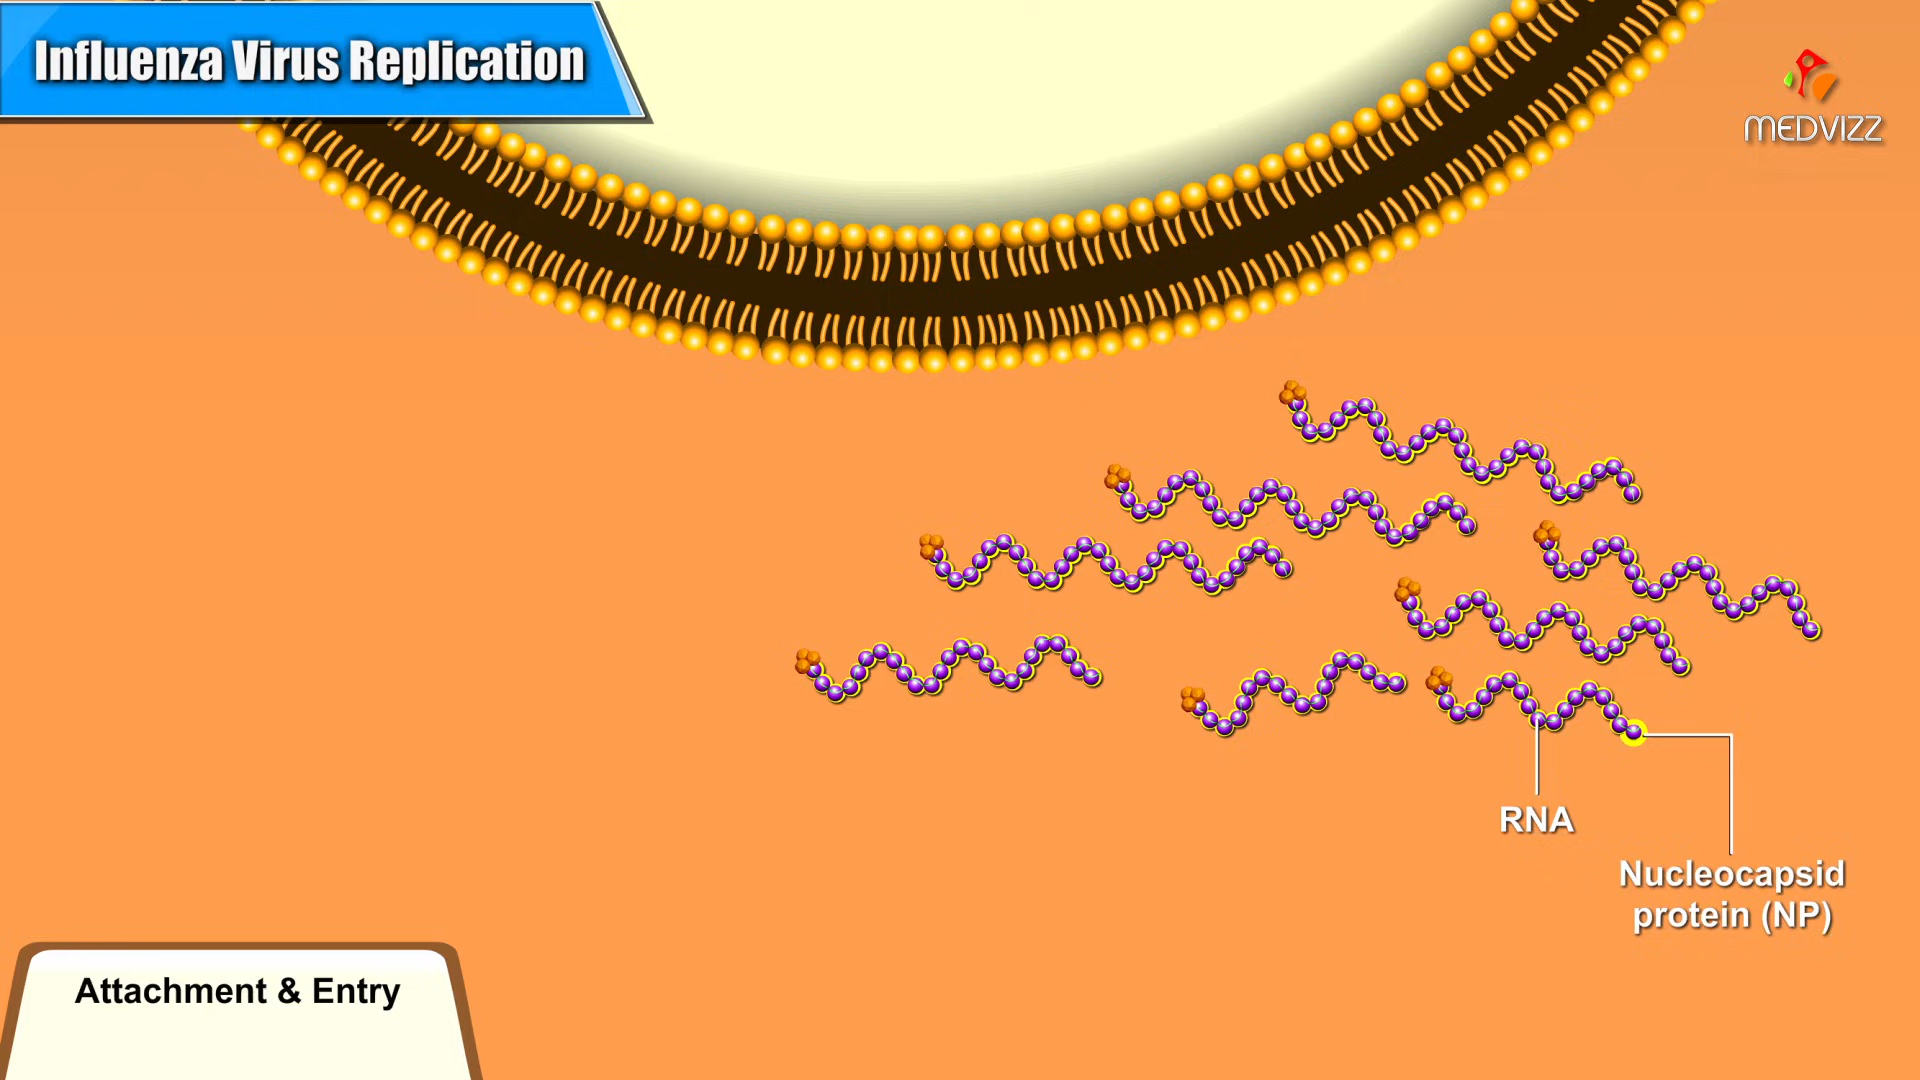 Influenza Virus Replication
MEDVIZZ
RNA
Nucleocapsid
protein (NP)
Attachment & Entry